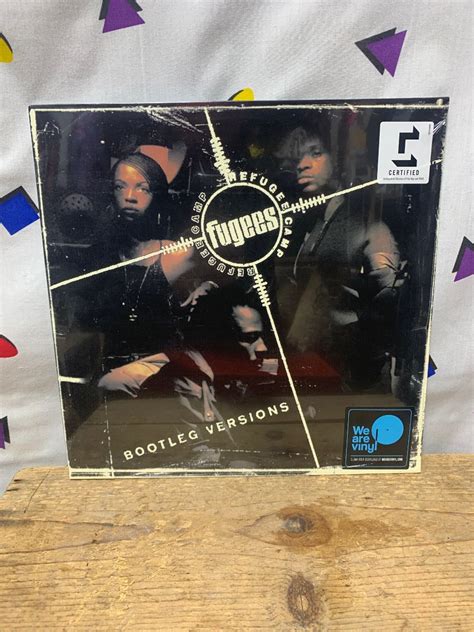 CERTIFIED
REFUGEE CAMP
fugees
REFUGEE CAMP
BOOTLEG VERSIONS
We
are
vinyl